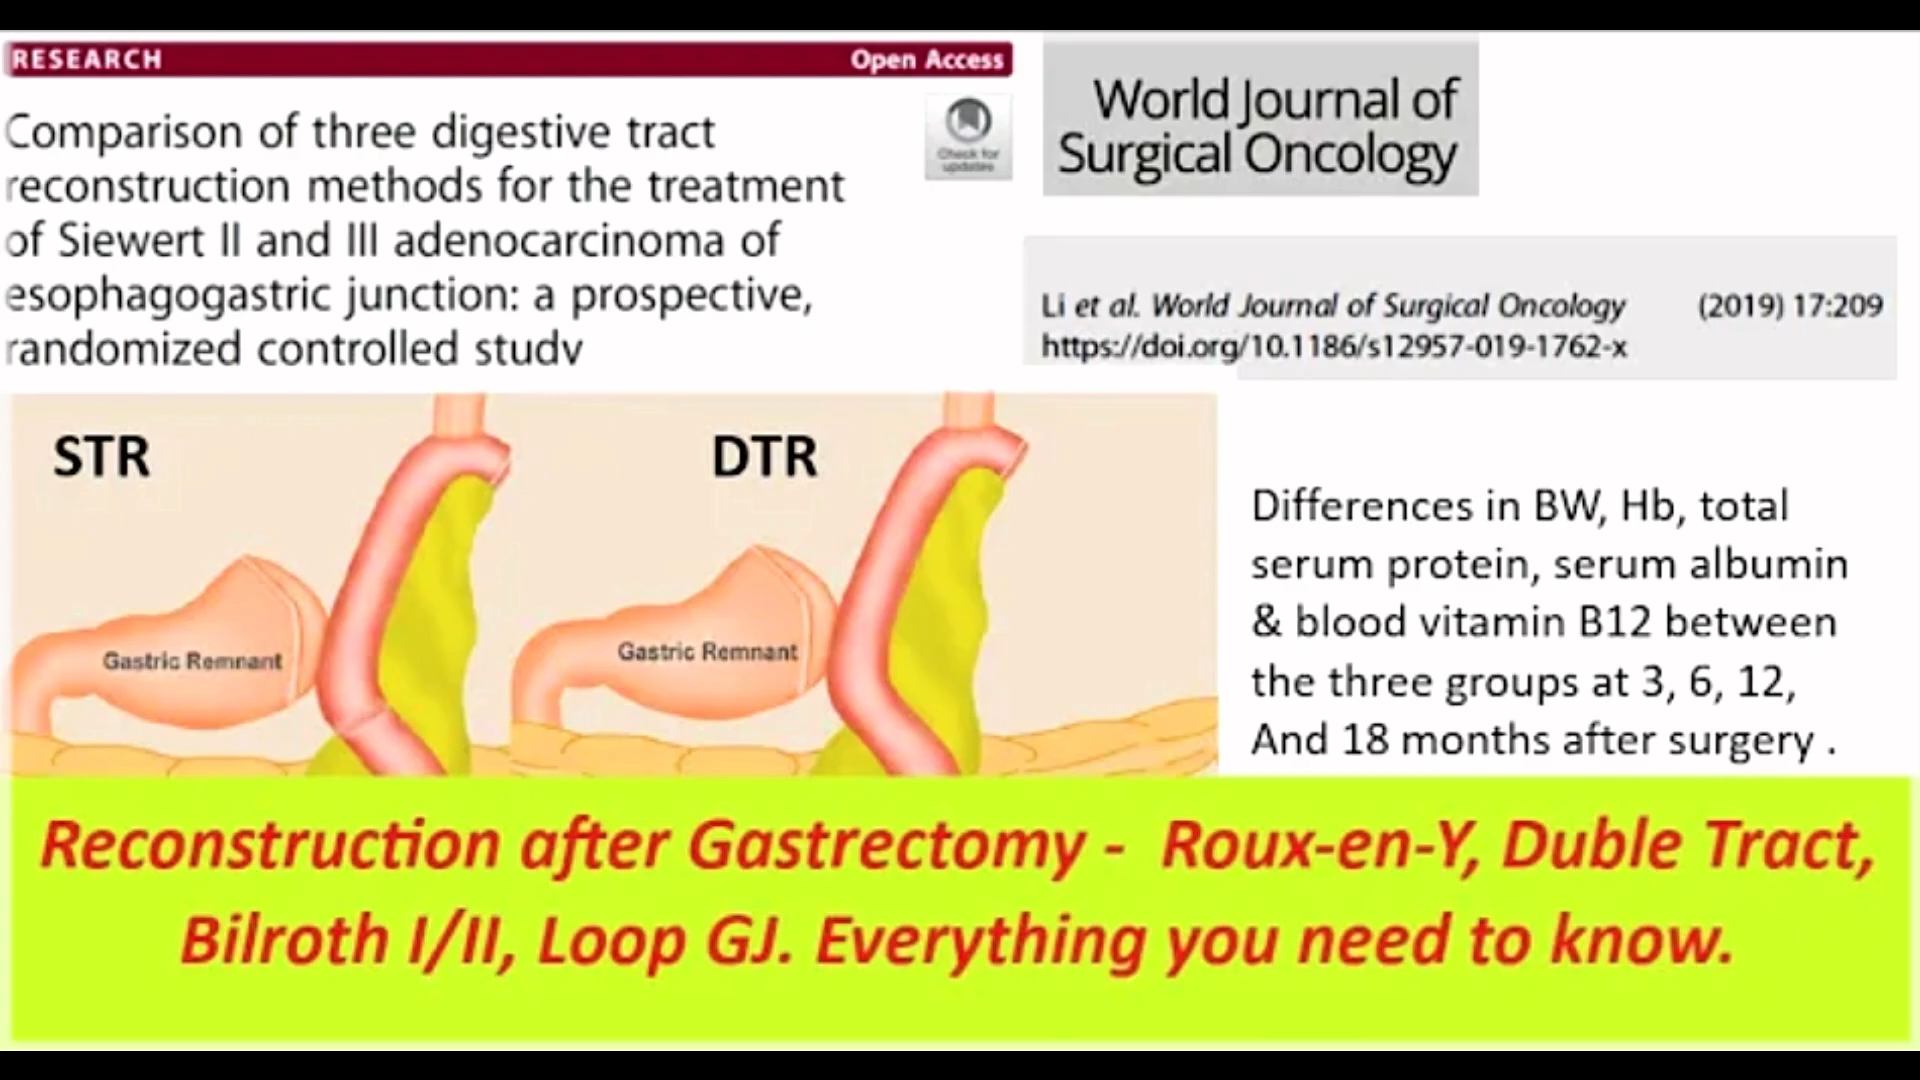 RESEARCH
Open Access
Comparison of three digestive tract
reconstruction methods for the treatment
of Siewert II and III adenocarcinoma of
esophagogastric junction: a prospective,
randomized controlled study
Check for
updates
World Journal of
Surgical Oncology
Li et al. World Journal of Surgical Oncology (2019) 17:209
https://doi.org/10.1186/s12957-019-1762-x
STR
DTR
Gastric Remnant
Gastric Remnant
Differences in BW, Hb, total
serum protein, serum albumin
& blood vitamin B12 between
the three groups at 3, 6, 12,
And 18 months after surgery .
Reconstruction after Gastrectomy - Roux-en-Y, Duble Tract,
Bilroth I/II, Loop GJ. Everything you need to know.